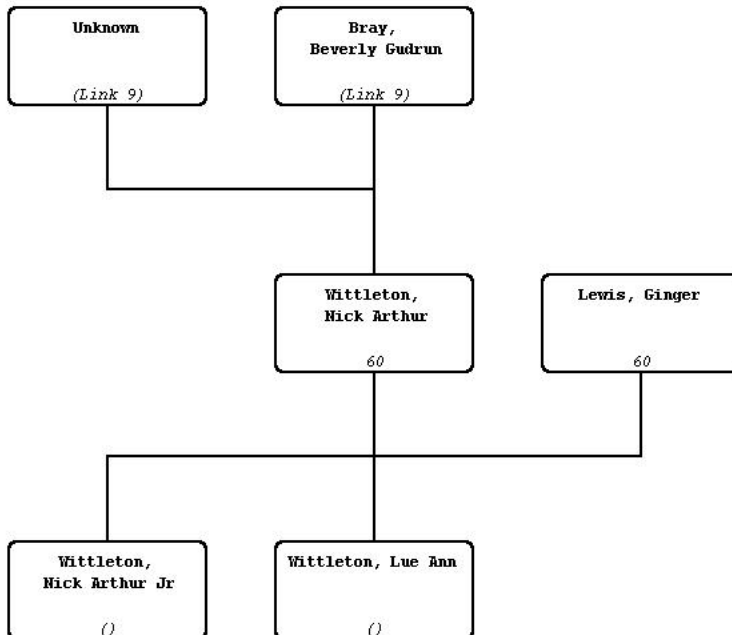 Unknown
(Link 9)
Bray,
Beverly Gudrun
(Link 9)
Wittleton,
Nick Arthur
60
Lewis, Ginger
60
Wittleton,
Nick Arthur Jr
()
Wittleton, Lue Ann
()